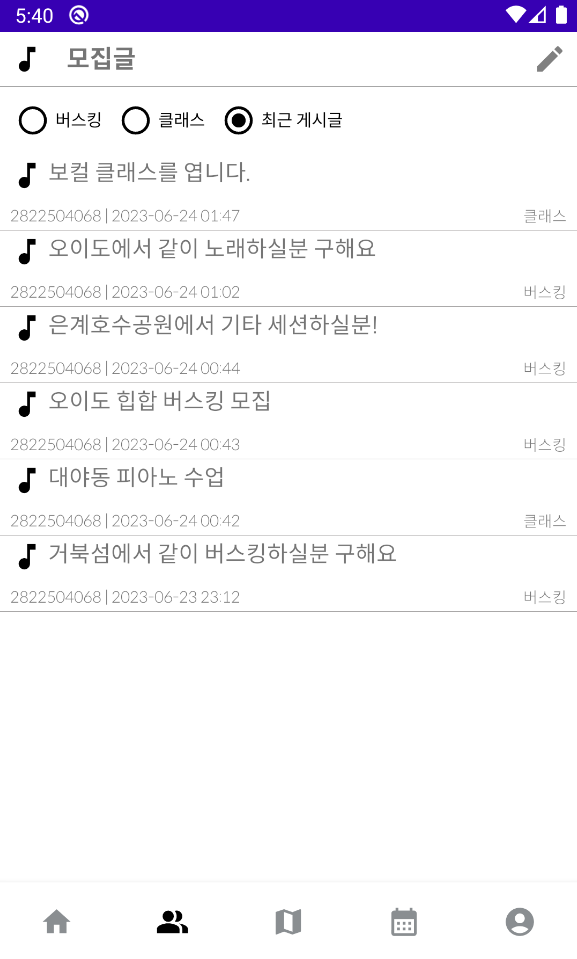 5:40
모집글
버스킹 클래스 최근 게시글
보컬 클래스를 엽니다.
2822504068 | 2023-06-24 01:47 클래스
오이도에서 같이 노래하실분 구해요
2822504068 | 2023-06-24 01:02 버스킹
은계호수공원에서 기타 세션하실분!
2822504068 | 2023-06-24 00:44 버스킹
오이도 힙합 버스킹 모집
2822504068 | 2023-06-24 00:43 버스킹
대야동 피아노 수업
2822504068 | 2023-06-24 00:42 클래스
거북섬에서 같이 버스킹하실분 구해요
2822504068 | 2023-06-23 23:12 버스킹